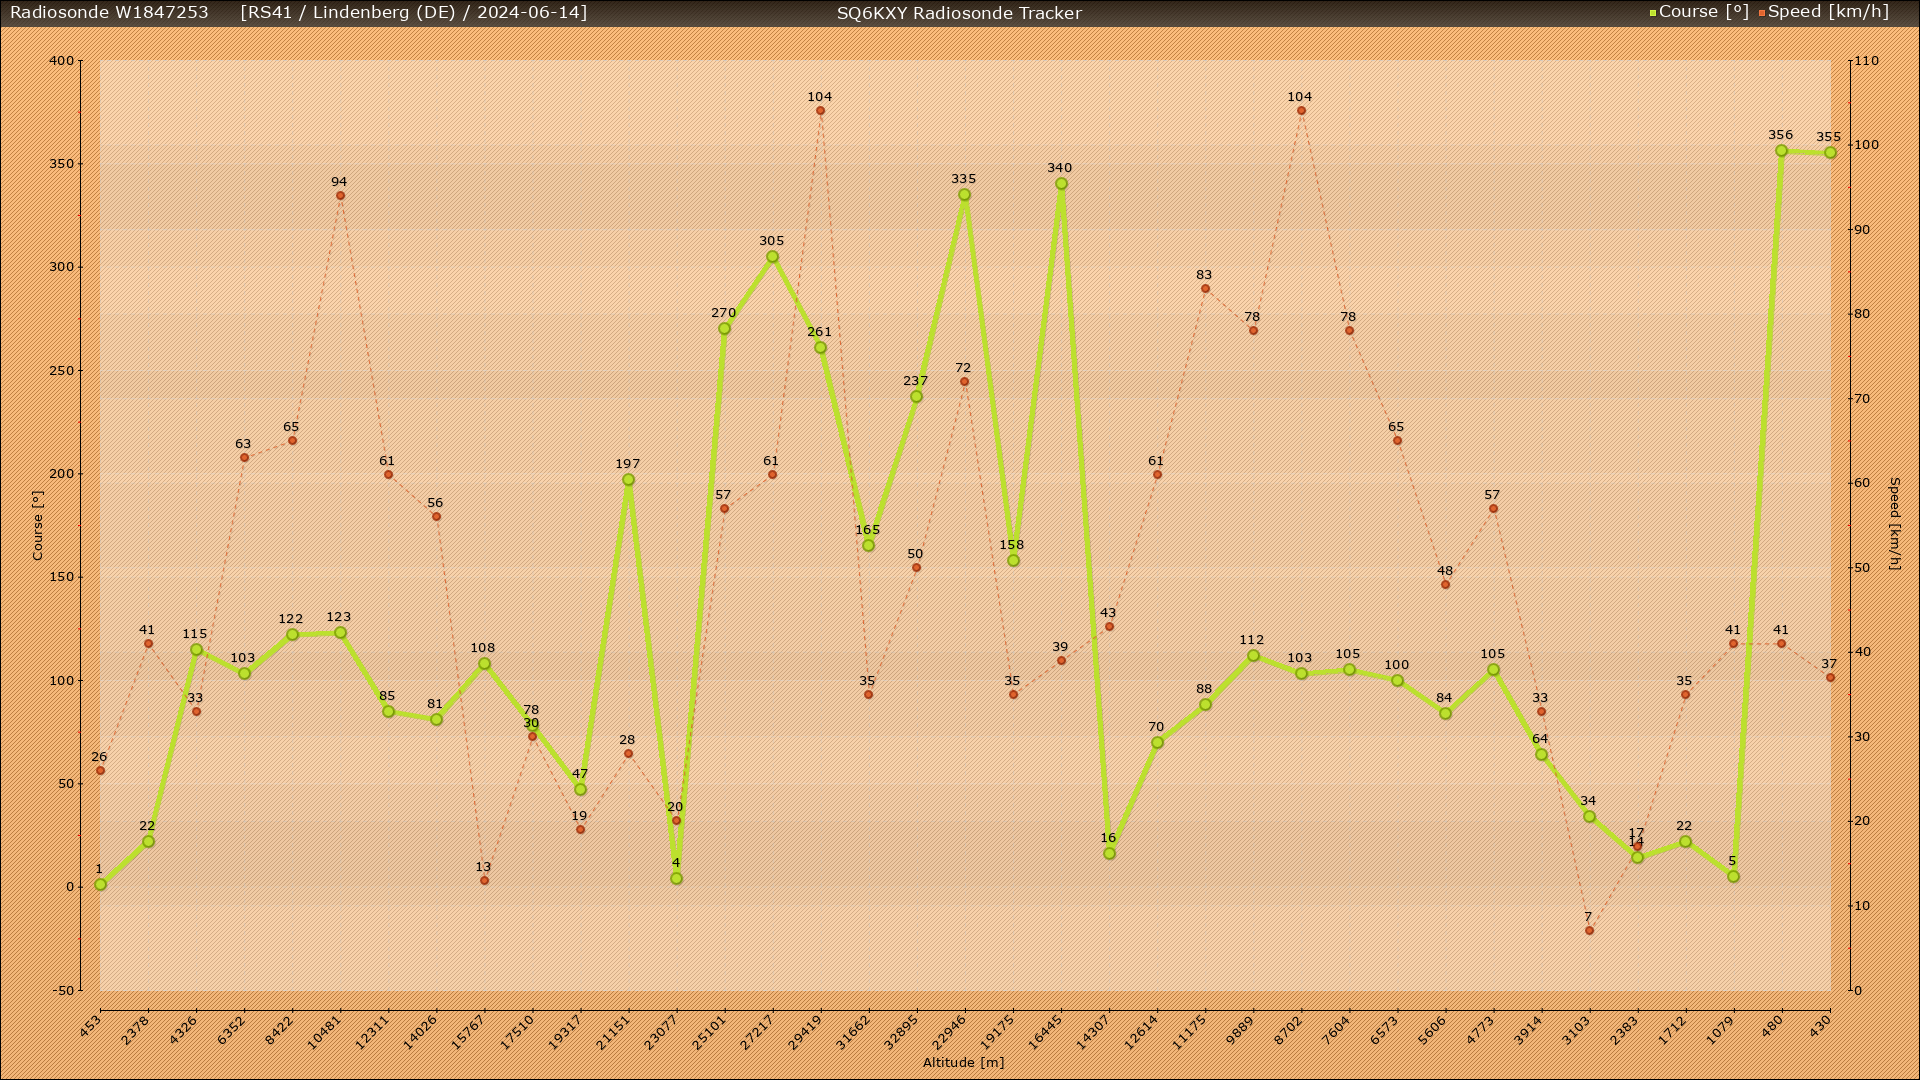 Radiosonde W1847253 [RS41 / Lindenberg (DE) / 2024-06-14] SQ6KXY Radiosonde Tracker Course [°] Speed [km/h]
400 110
104 104
350 356 355 100
94 335 340
300 305 90
270 261 83 78 78 80
250 237 72 70
63 65 61 197 61 61 65
200 56 57 57 60
Course [°] Speed [km/h]
165 158
150 50 48 50
41 115 103 122 123 108 43 112 103 105 100 105 41 41
100 33 85 81 35 35 39 88 84 33 35 37 40
78 30 28 70 64 30
26 47
50 19 20 34 20
22 16 17 14 22
1 13 4 5
0 7 10
-50 0
453 2378 4326 6352 8422 10481 12311 14026 15767 17510 19317 21151 23077 25101 27217 29419 31662 32895 22946 19175 16445 14307 12614 11175 9889 8702 7604 6573 5606 4773 3914 3103 2383 1712 1079 480 430
Altitude [m]